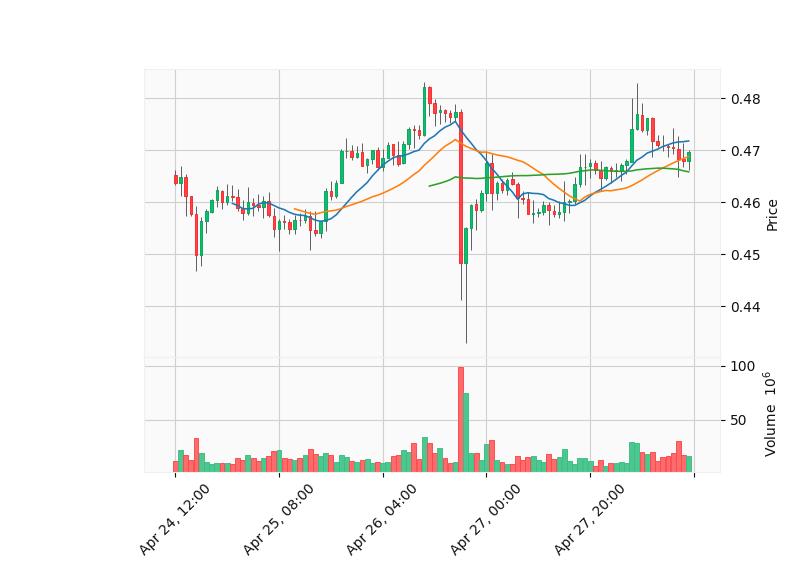 0.48
0.47
0.46
0.45
0.44
Price
100
50
Volume 10^6
Apr 24, 12:00
Apr 25, 08:00
Apr 26, 04:00
Apr 27, 00:00
Apr 27, 20:00